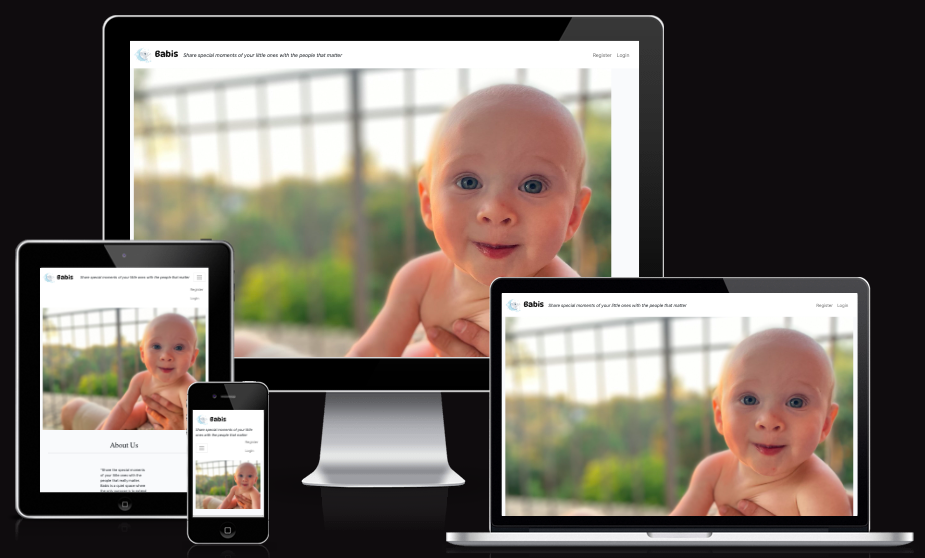 Babis Share special moments of your little ones with the people that matter Register Login
Babis Share special moments of your little ones with the people that matter
Register
Login
About Us
"Share the special moments
of your little ones with the
people that really matter.
Babis is a quiet space where
Babis
Share special moments of your little
ones with the people that matter
Register
Login
Babis Share special moments of your little ones with the people that matter Register Login